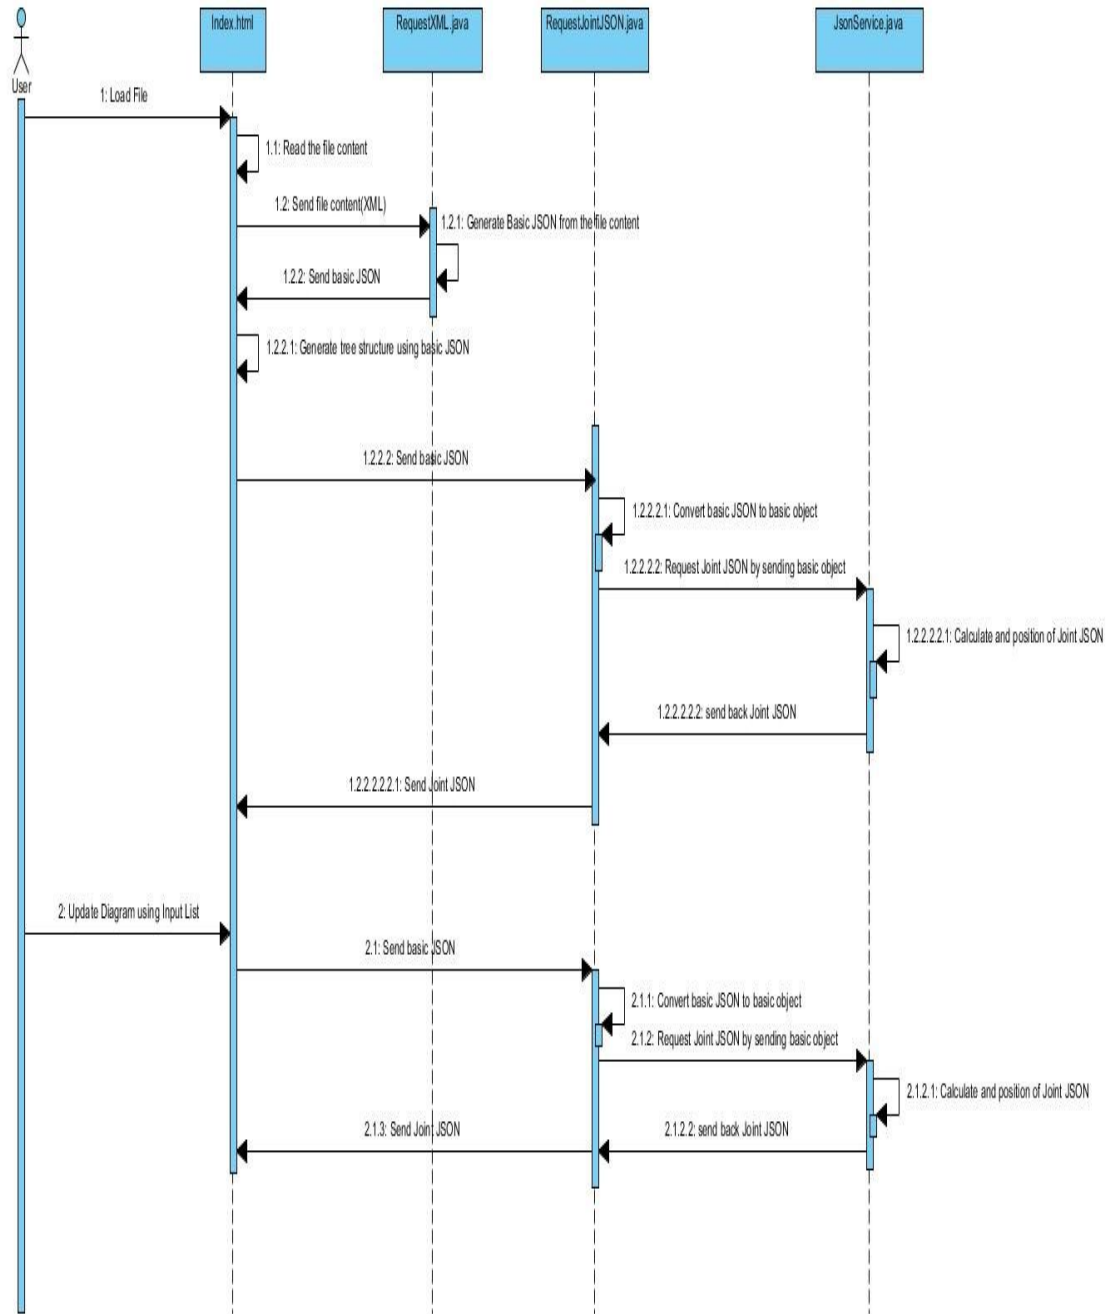 Index.html
RequestXML.java
RequestJointJSON.java
JsonService.java
User
1: Load File
1.1: Read the file content
1.2: Send file content(XML)
1.2.1: Generate Basic JSON from the file content
1.2.2: Send basic JSON
1.2.2.1: Generate tree structure using basic JSON
1.2.2.2: Send basic JSON
1.2.2.2.1: Convert basic JSON to basic object
1.2.2.2.2: Request Joint JSON by sending basic object
1.2.2.2.2.1: Calculate and position of Joint JSON
1.2.2.2.2.2: send back Joint JSON
1.2.2.2.2.2.1: Send Joint JSON
2: Update Diagram using Input List
2.1: Send basic JSON
2.1.1: Convert basic JSON to basic object
2.1.2: Request Joint JSON by sending basic object
2.1.2.1: Calculate and position of Joint JSON
2.1.3: Send Joint JSON
2.1.2.2: send back Joint JSON